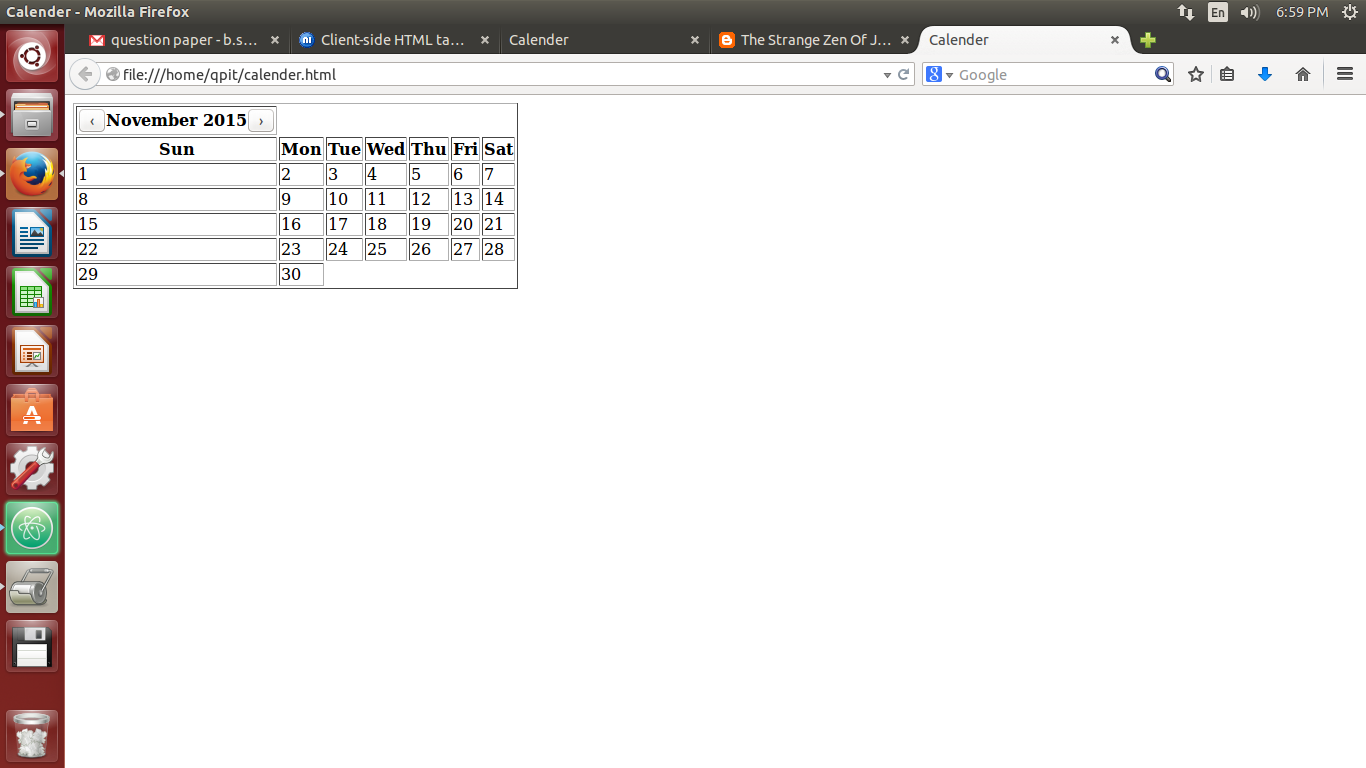 Calender - Mozilla Firefox En 6:59 PM
question paper - b.s... Client-side HTML ta... Calender The Strange Zen Of J... Calender
file:///home/qpit/calender.html Google
‹ November 2015 ›
Sun Mon Tue Wed Thu Fri Sat
1 2 3 4 5 6 7
8 9 10 11 12 13 14
15 16 17 18 19 20 21
22 23 24 25 26 27 28
29 30